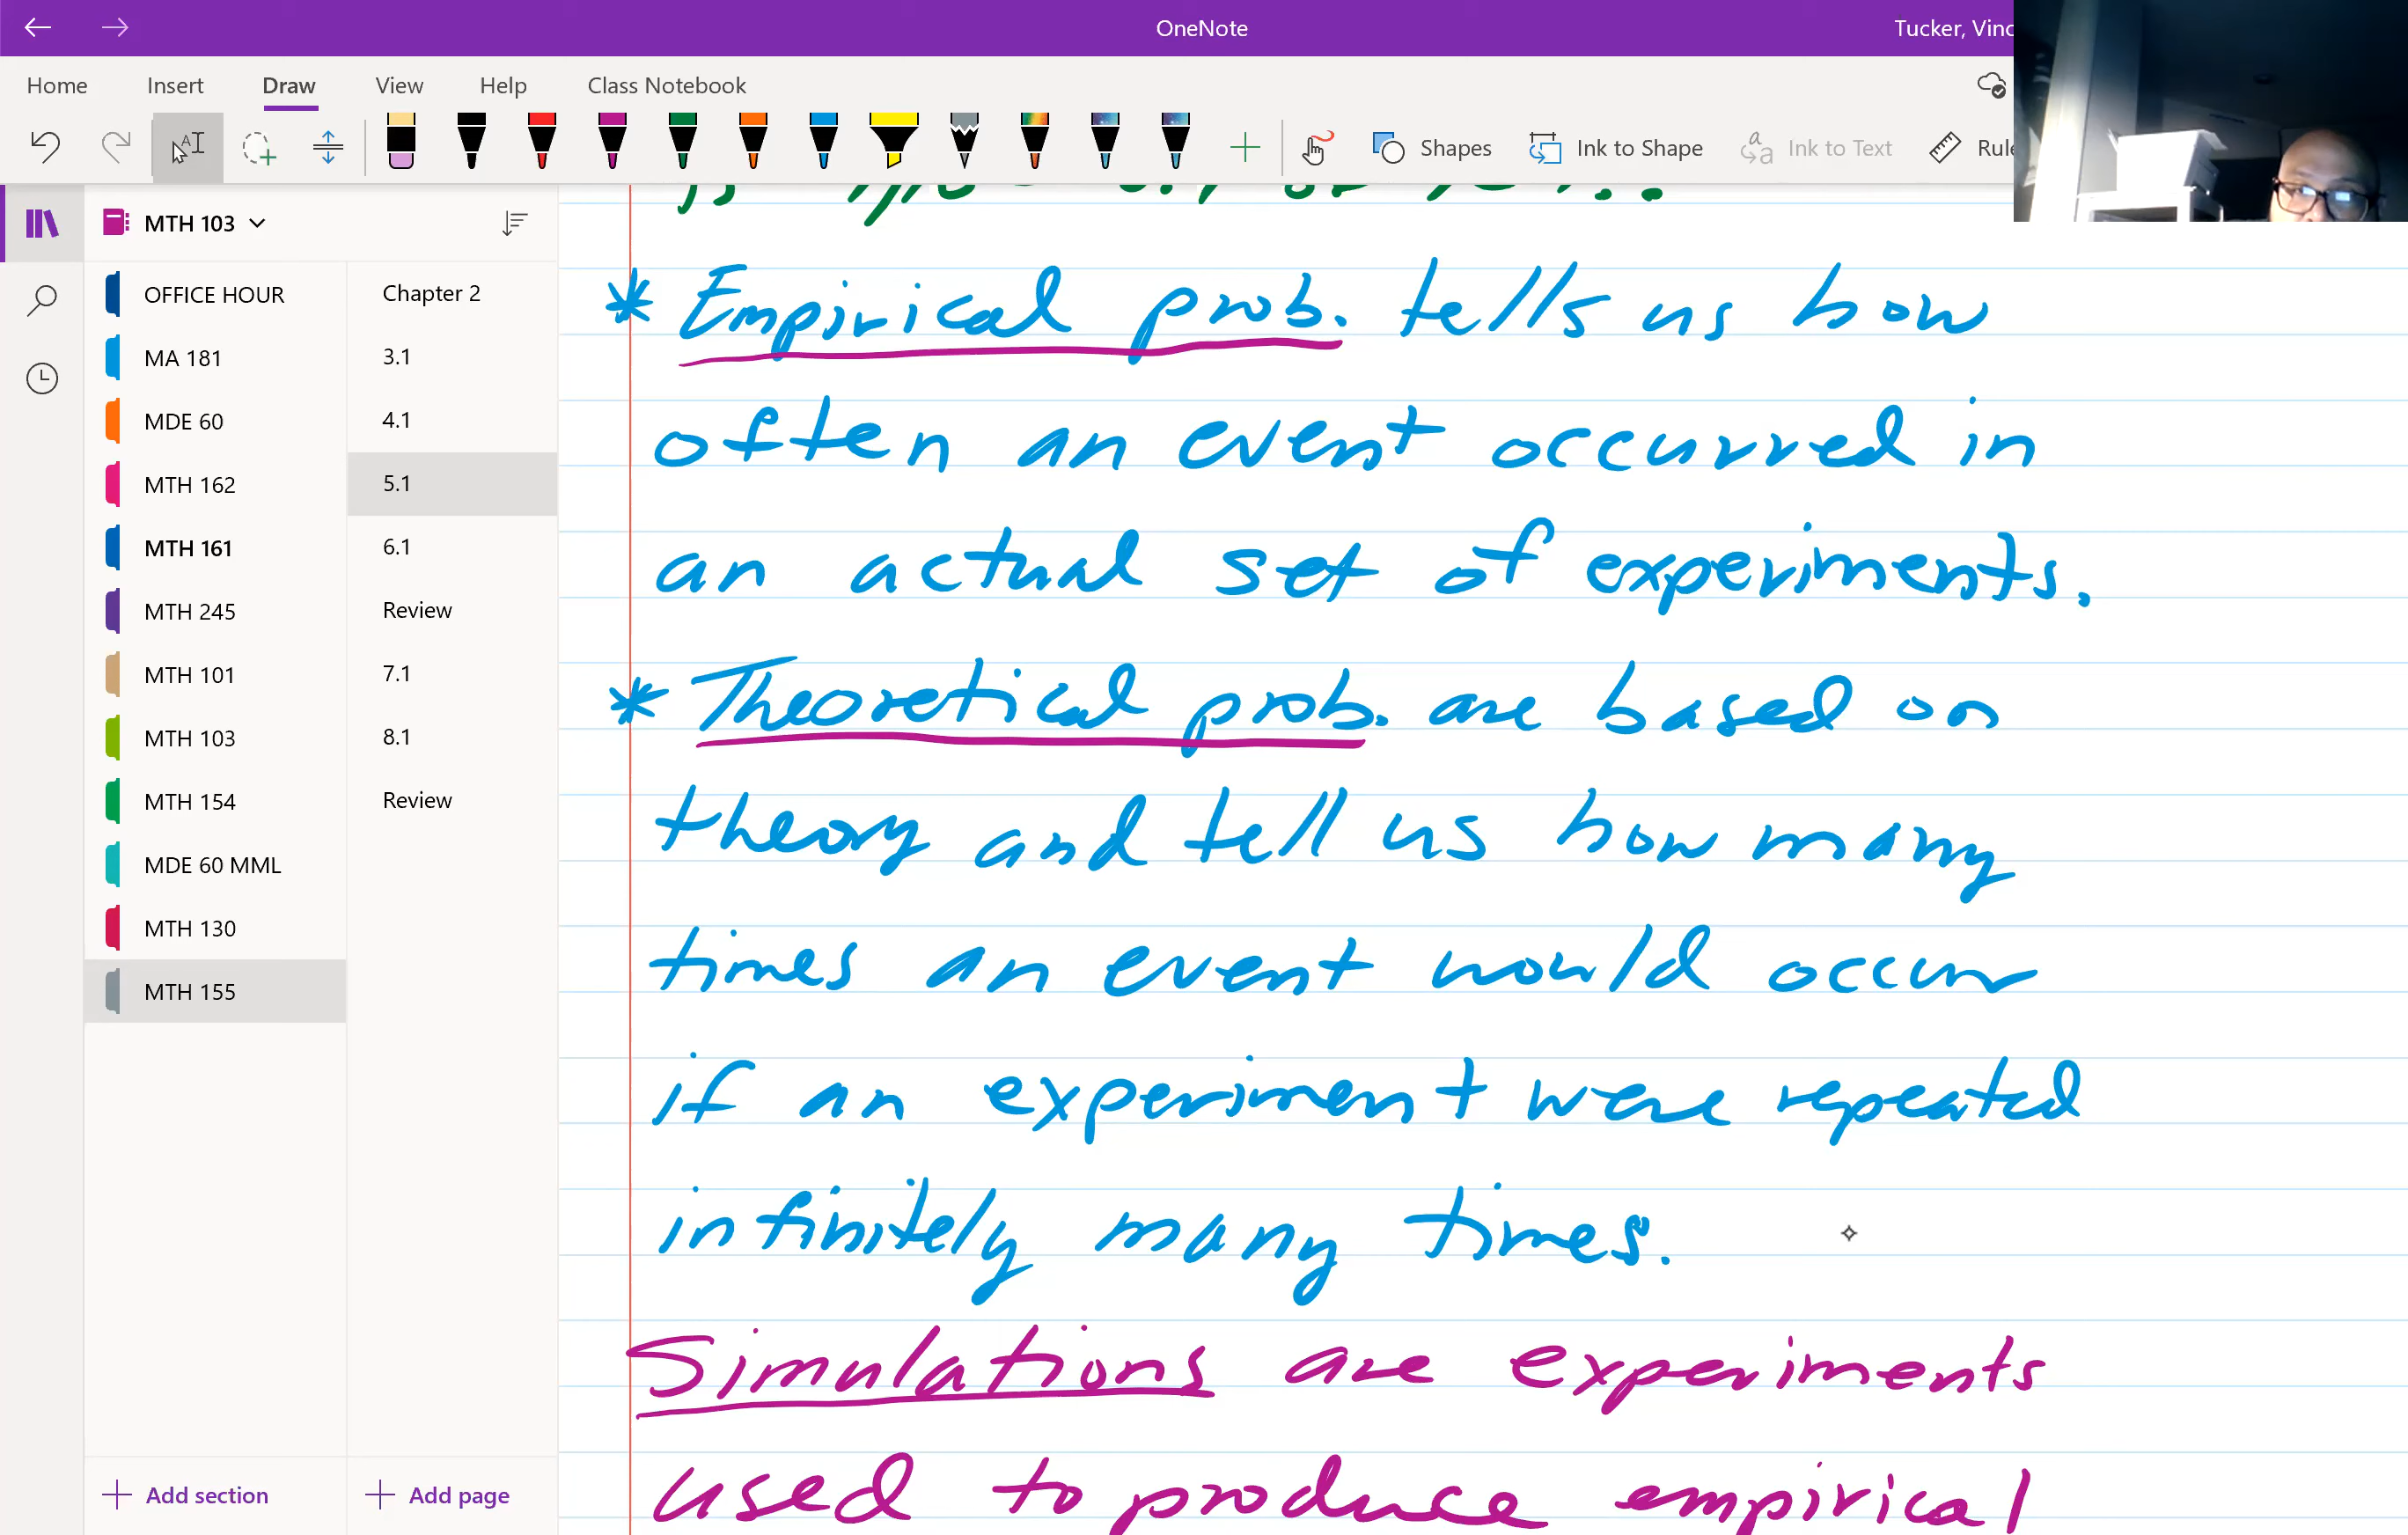 OneNote
Tucker, Vinc
Home Insert Draw View Help Class Notebook
Shapes Ink to Shape Ink to Text Rule
MTH 103
OFFICE HOUR
MA 181
MDE 60
MTH 162
MTH 161
MTH 245
MTH 101
MTH 103
MTH 154
MDE 60 MML
MTH 130
MTH 155
Add section
Chapter 2
3.1
4.1
5.1
6.1
Review
7.1
8.1
Review
Add page
* Empirical prob. tells us how
often an event occurred in
an actual set of experiments.
* Theoretical prob. are based on
theory and tell us how many
times an event would occur
if an experiment were repeated
infinitely many times.
Simulations are experiments
used to produce empirical